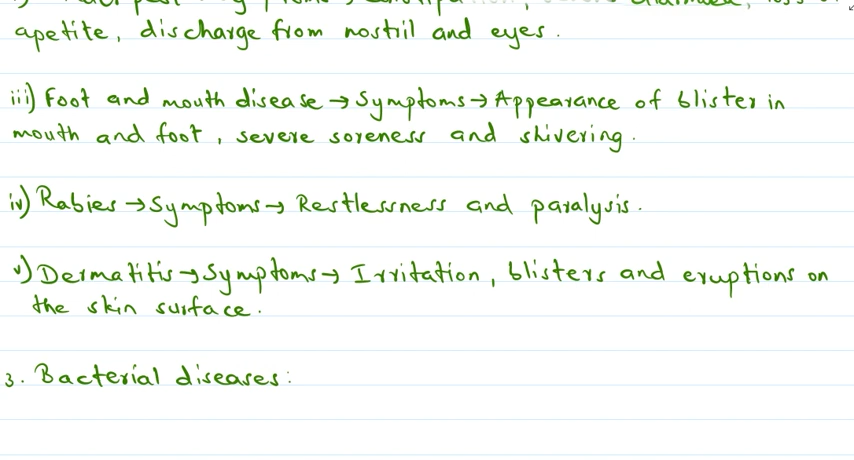 apetite, discharge from nostril and eyes.
iii) Foot and mouth disease → Symptoms → Appearance of blister in
mouth and foot, severe soreness and shivering.
iv) Rabies → Symptoms → Restlessness and paralysis.
v) Dermatitis → Symptoms → Irritation, blisters and eruptions on
the skin surface.
3. Bacterial diseases: